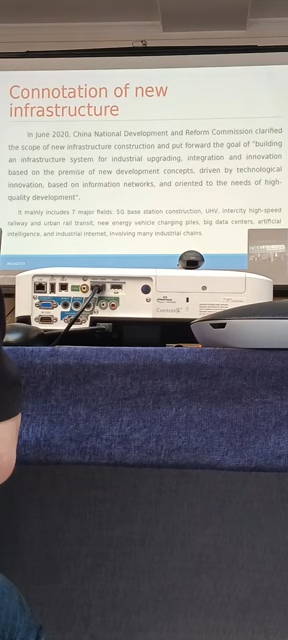 Connotation of new
infrastructure
In June 2020, China National Development and Reform Commission clarified
the scope of new infrastructure construction and put forward the goal of "building
an infrastructure system for industrial upgrading, integration and innovation
based on the premise of new development concepts, driven by technological
innovation, based on information networks, and oriented to the needs of high-
quality development".
It mainly includes 7 major fields: 5G base station construction, UHV, intercity high-speed
railway and urban rail transit, new energy vehicle charging piles, big data centers, artificial
intelligence, and industrial Internet, involving many industrial chains.